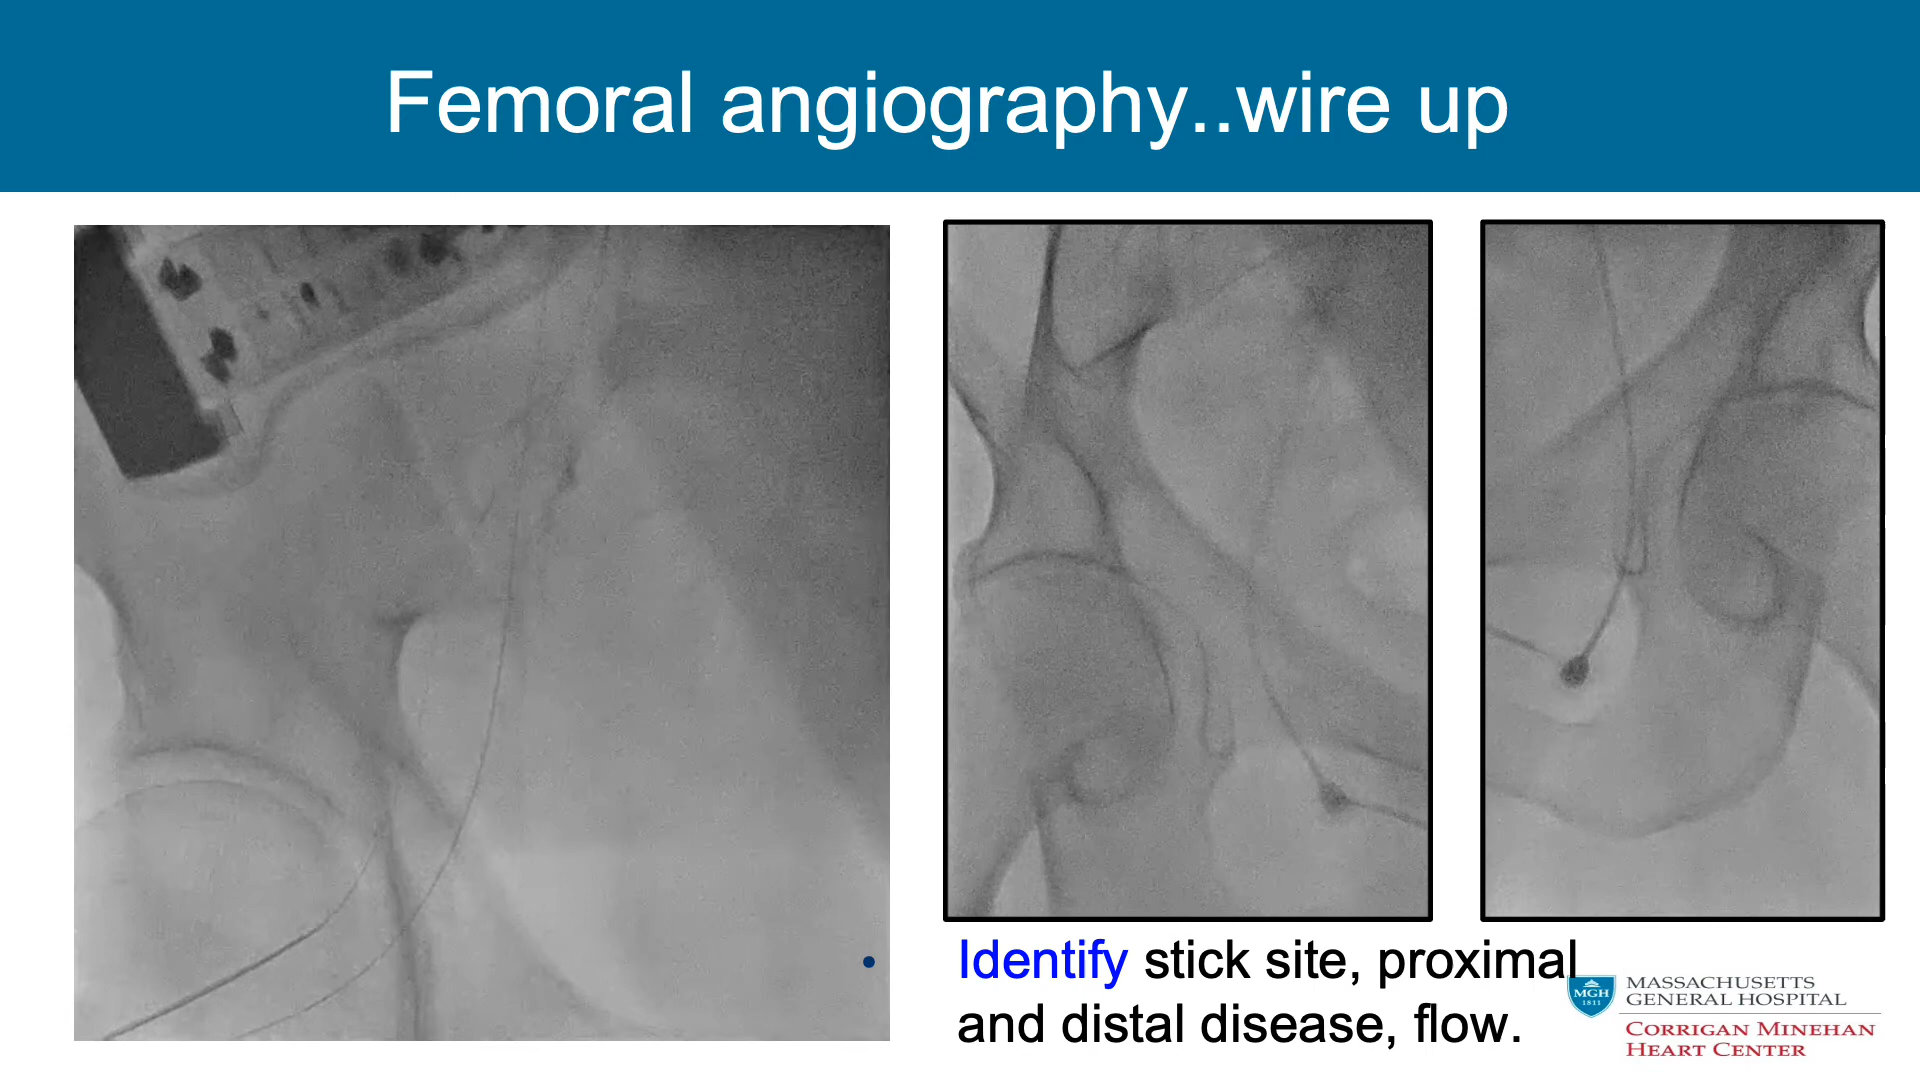 Femoral angiography..wire up
• Identify stick site, proximal
and distal disease, flow.
MGH
1811
MASSACHUSETTS
GENERAL HOSPITAL
CORRIGAN MINEHAN
HEART CENTER